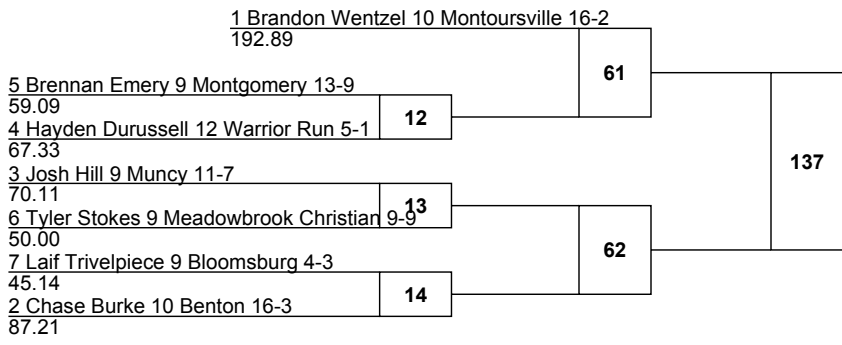 1 Brandon Wentzel 10 Montoursville 16-2
192.89
61
5 Brennan Emery 9 Montgomery 13-9
59.09
12
4 Hayden Durussell 12 Warrior Run 5-1
67.33
137
3 Josh Hill 9 Muncy 11-7
70.11
13
6 Tyler Stokes 9 Meadowbrook Christian 9-9
50.00
62
7 Laif Trivelpiece 9 Bloomsburg 4-3
45.14
14
2 Chase Burke 10 Benton 16-3
87.21